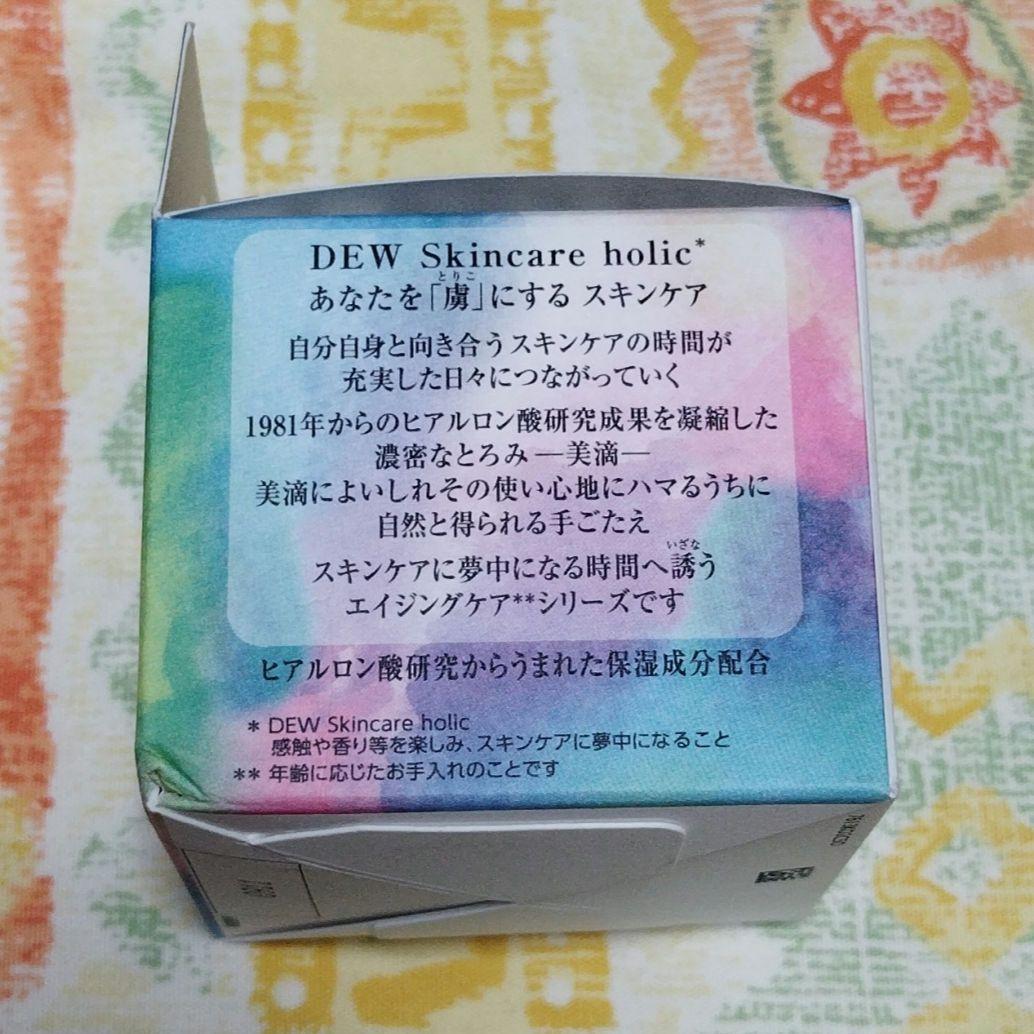 DEW Skincare holic*
とりこ
あなたを「虜」にする スキンケア
自分自身と向き合うスキンケアの時間が
充実した日々につながっていく
1981年からのヒアルロン酸研究成果を凝縮した
濃密なとろみ ―美滴―
美滴によいしれその使い心地にハマるうちに
自然と得られる手ごたえ
いざな
スキンケアに夢中になる時間へ誘う
エイジングケア**シリーズです
ヒアルロン酸研究からうまれた保湿成分配合
* DEW Skincare holic
感触や香り等を楽しみ、スキンケアに夢中になること
** 年齢に応じたお手入れのことです